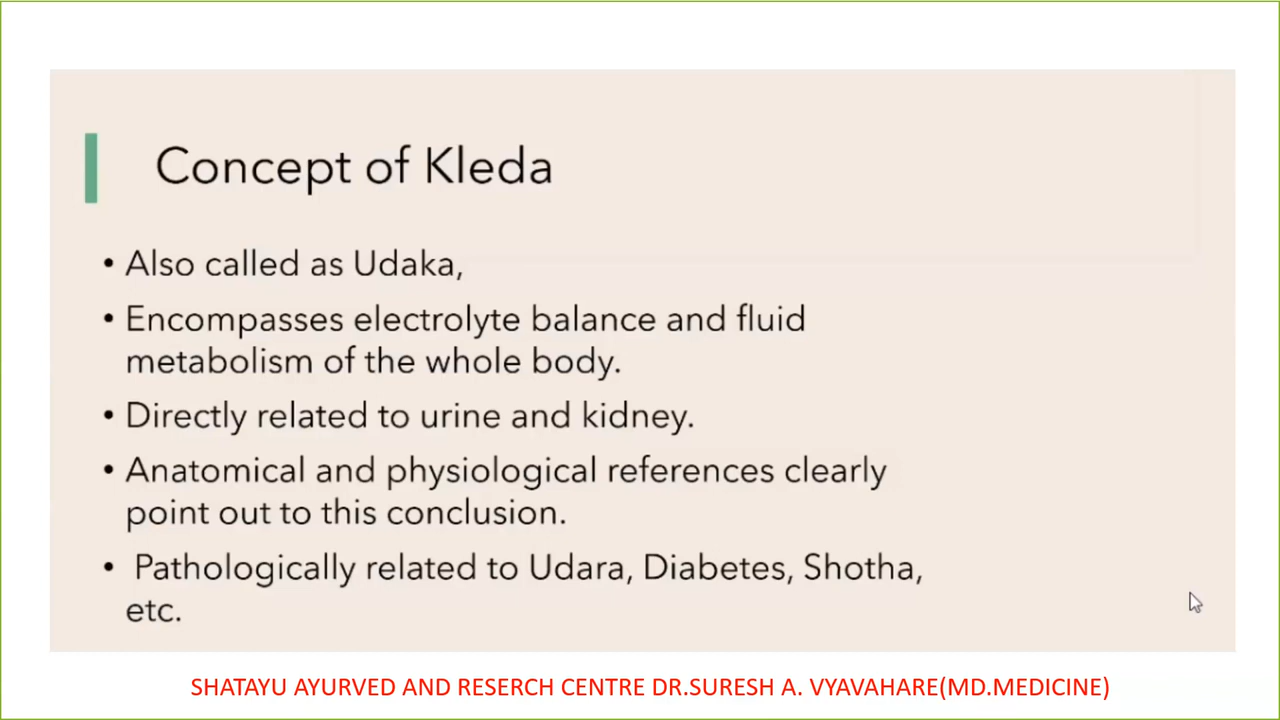 Concept of Kleda
• Also called as Udaka,
• Encompasses electrolyte balance and fluid
metabolism of the whole body.
• Directly related to urine and kidney.
• Anatomical and physiological references clearly
point out to this conclusion.
• Pathologically related to Udara, Diabetes, Shotha,
etc.
SHATAYU AYURVED AND RESERCH CENTRE DR.SURESH A. VYAVAHARE(MD.MEDICINE)